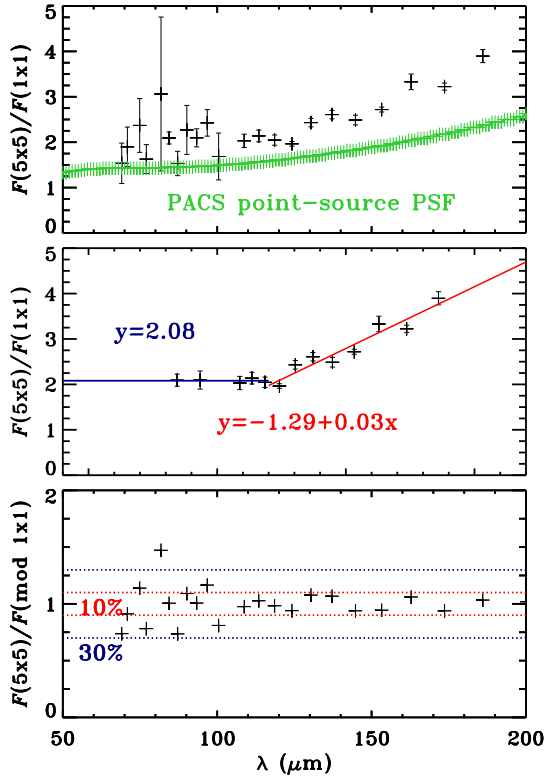 5
4
3
2
1
0
F(5x5)/F(1x1)
PACS point-source PSF
5
4
3
2
1
0
F(5x5)/F(1x1)
y=2.08
y=-1.29+0.03x
2
1
0
F(5x5)/F(mod 1x1)
10%
30%
50 100 150 200
λ (μm)